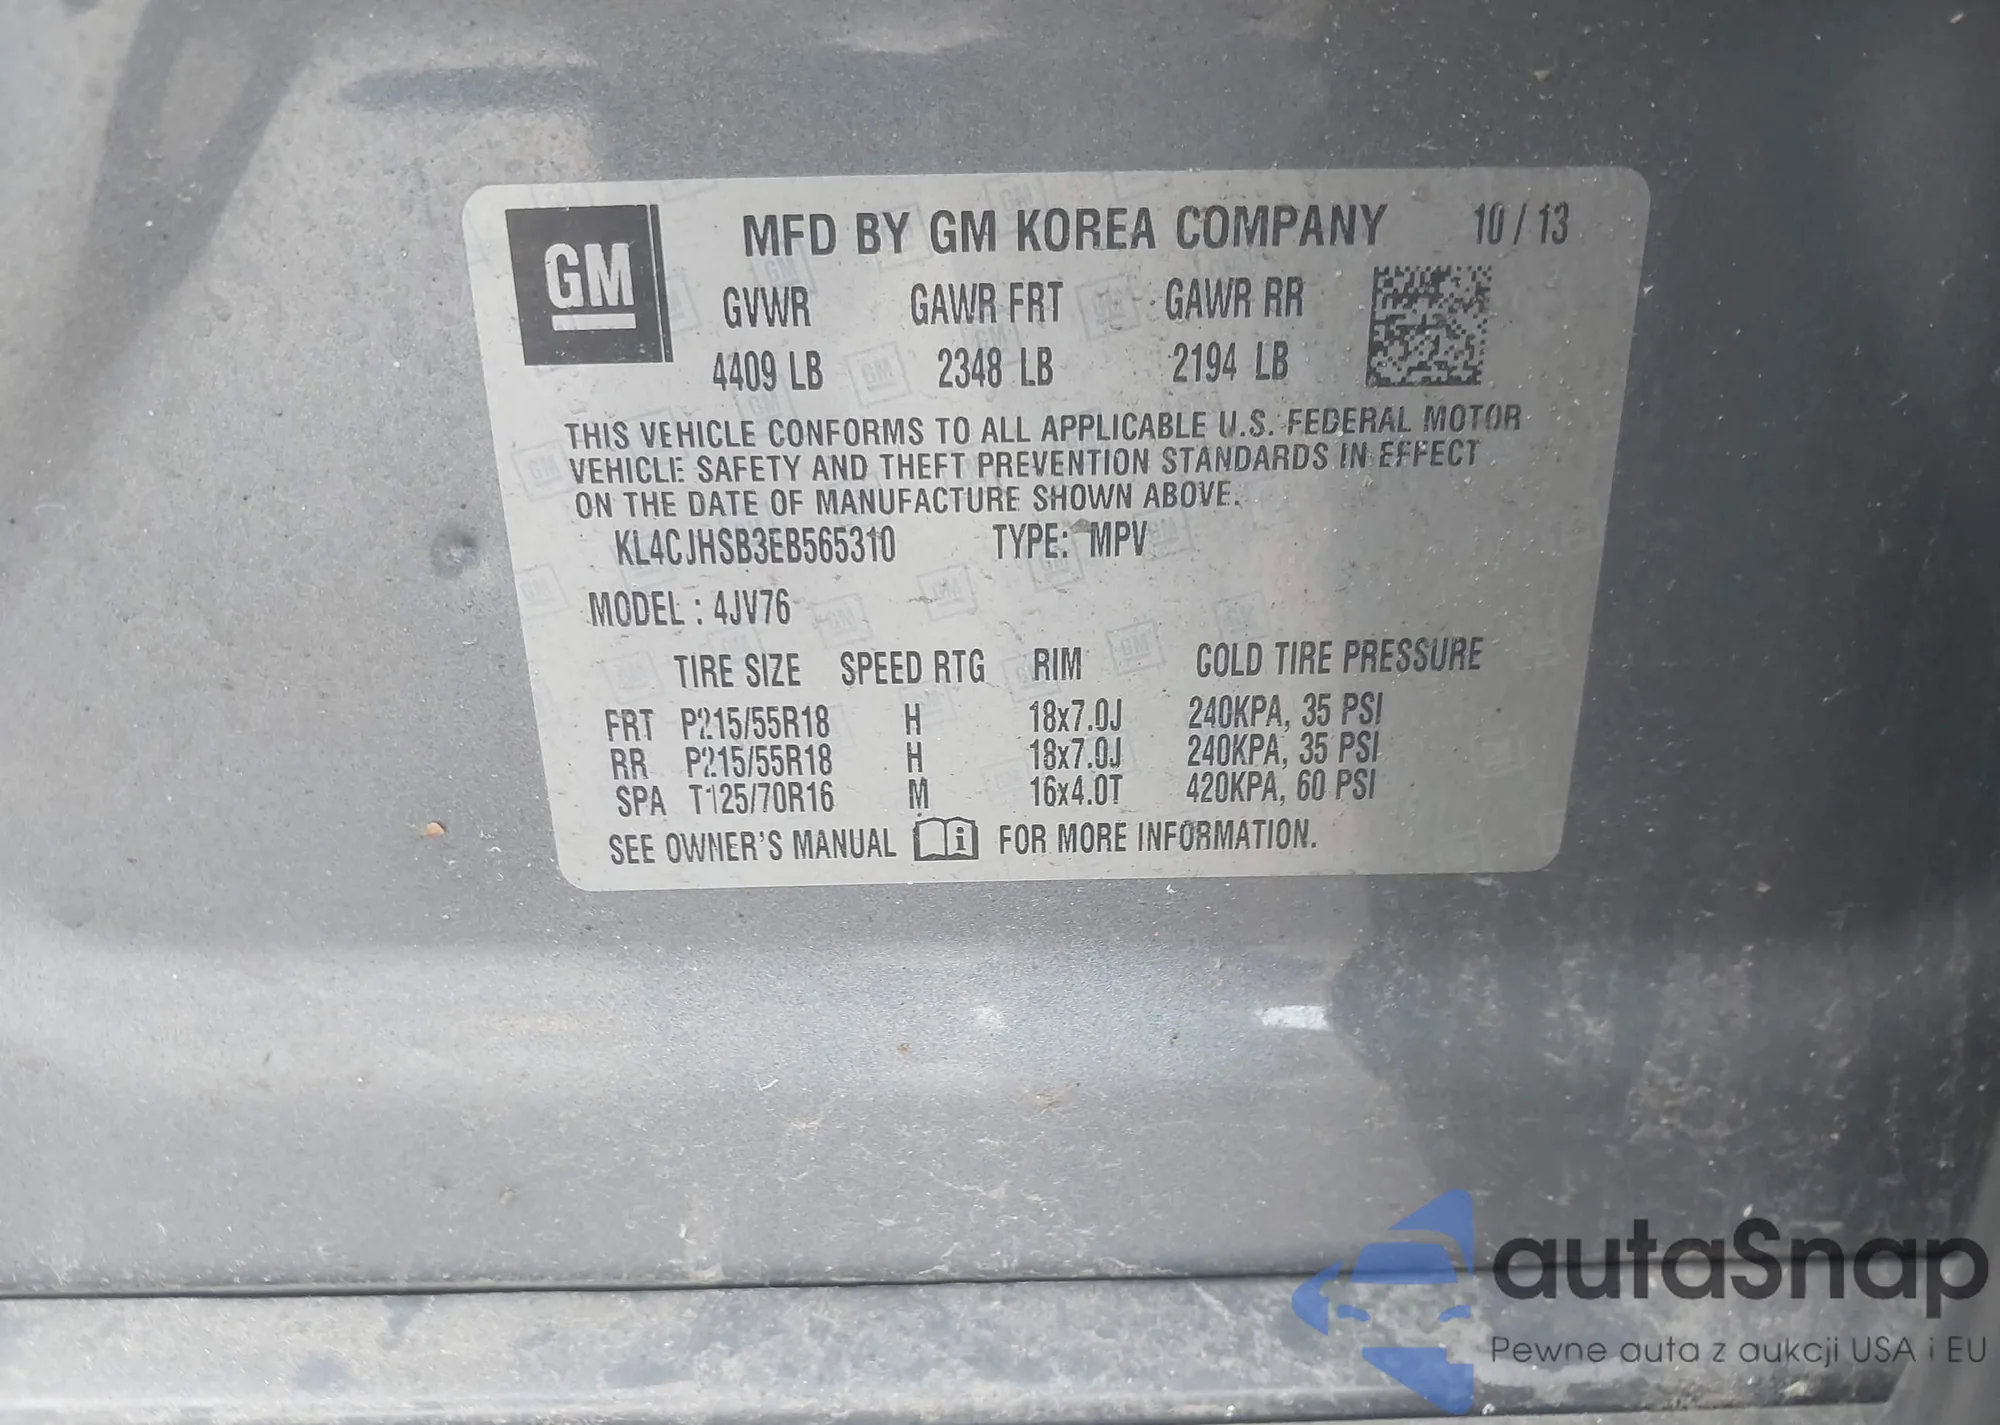 GM
MFD BY GM KOREA COMPANY 10 / 13
GVWR GAWR FRT GAWR RR
4409 LB 2348 LB 2194 LB
THIS VEHICLE CONFORMS TO ALL APPLICABLE U.S. FEDERAL MOTOR
VEHICLE SAFETY AND THEFT PREVENTION STANDARDS IN EFFECT
ON THE DATE OF MANUFACTURE SHOWN ABOVE.
KL4CJHSB3EB565310 TYPE: MPV
MODEL : 4JV76
TIRE SIZE SPEED RTG RIM COLD TIRE PRESSURE
FRT P215/55R18 H 18x7.0J 240KPA, 35 PSI
RR P215/55R18 H 18x7.0J 240KPA, 35 PSI
SPA T125/70R16 M 16x4.0T 420KPA, 60 PSI
SEE OWNER'S MANUAL i FOR MORE INFORMATION.
autaSnap
Pewne auta z aukcji USA i EU